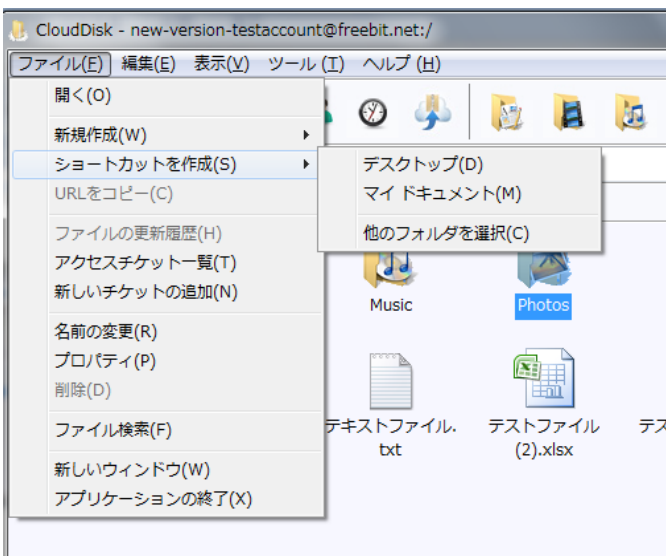 CloudDisk - new-version-testaccount@freebit.net:/
ファイル(F) 編集(E) 表示(V) ツール (T) ヘルプ (H)
開く(O)
新規作成(W)
ショートカットを作成(S)
デスクトップ(D)
URLをコピー(C)
マイ ドキュメント(M)
ファイルの更新履歴(H)
他のフォルダを選択(C)
アクセスチケット一覧(T)
新しいチケットの追加(N)
Music
Photos
名前の変更(R)
プロパティ(P)
削除(D)
ファイル検索(F)
テキストファイル.
txt
テストファイル
(2).xlsx
テス
新しいウィンドウ(W)
アプリケーションの終了(X)